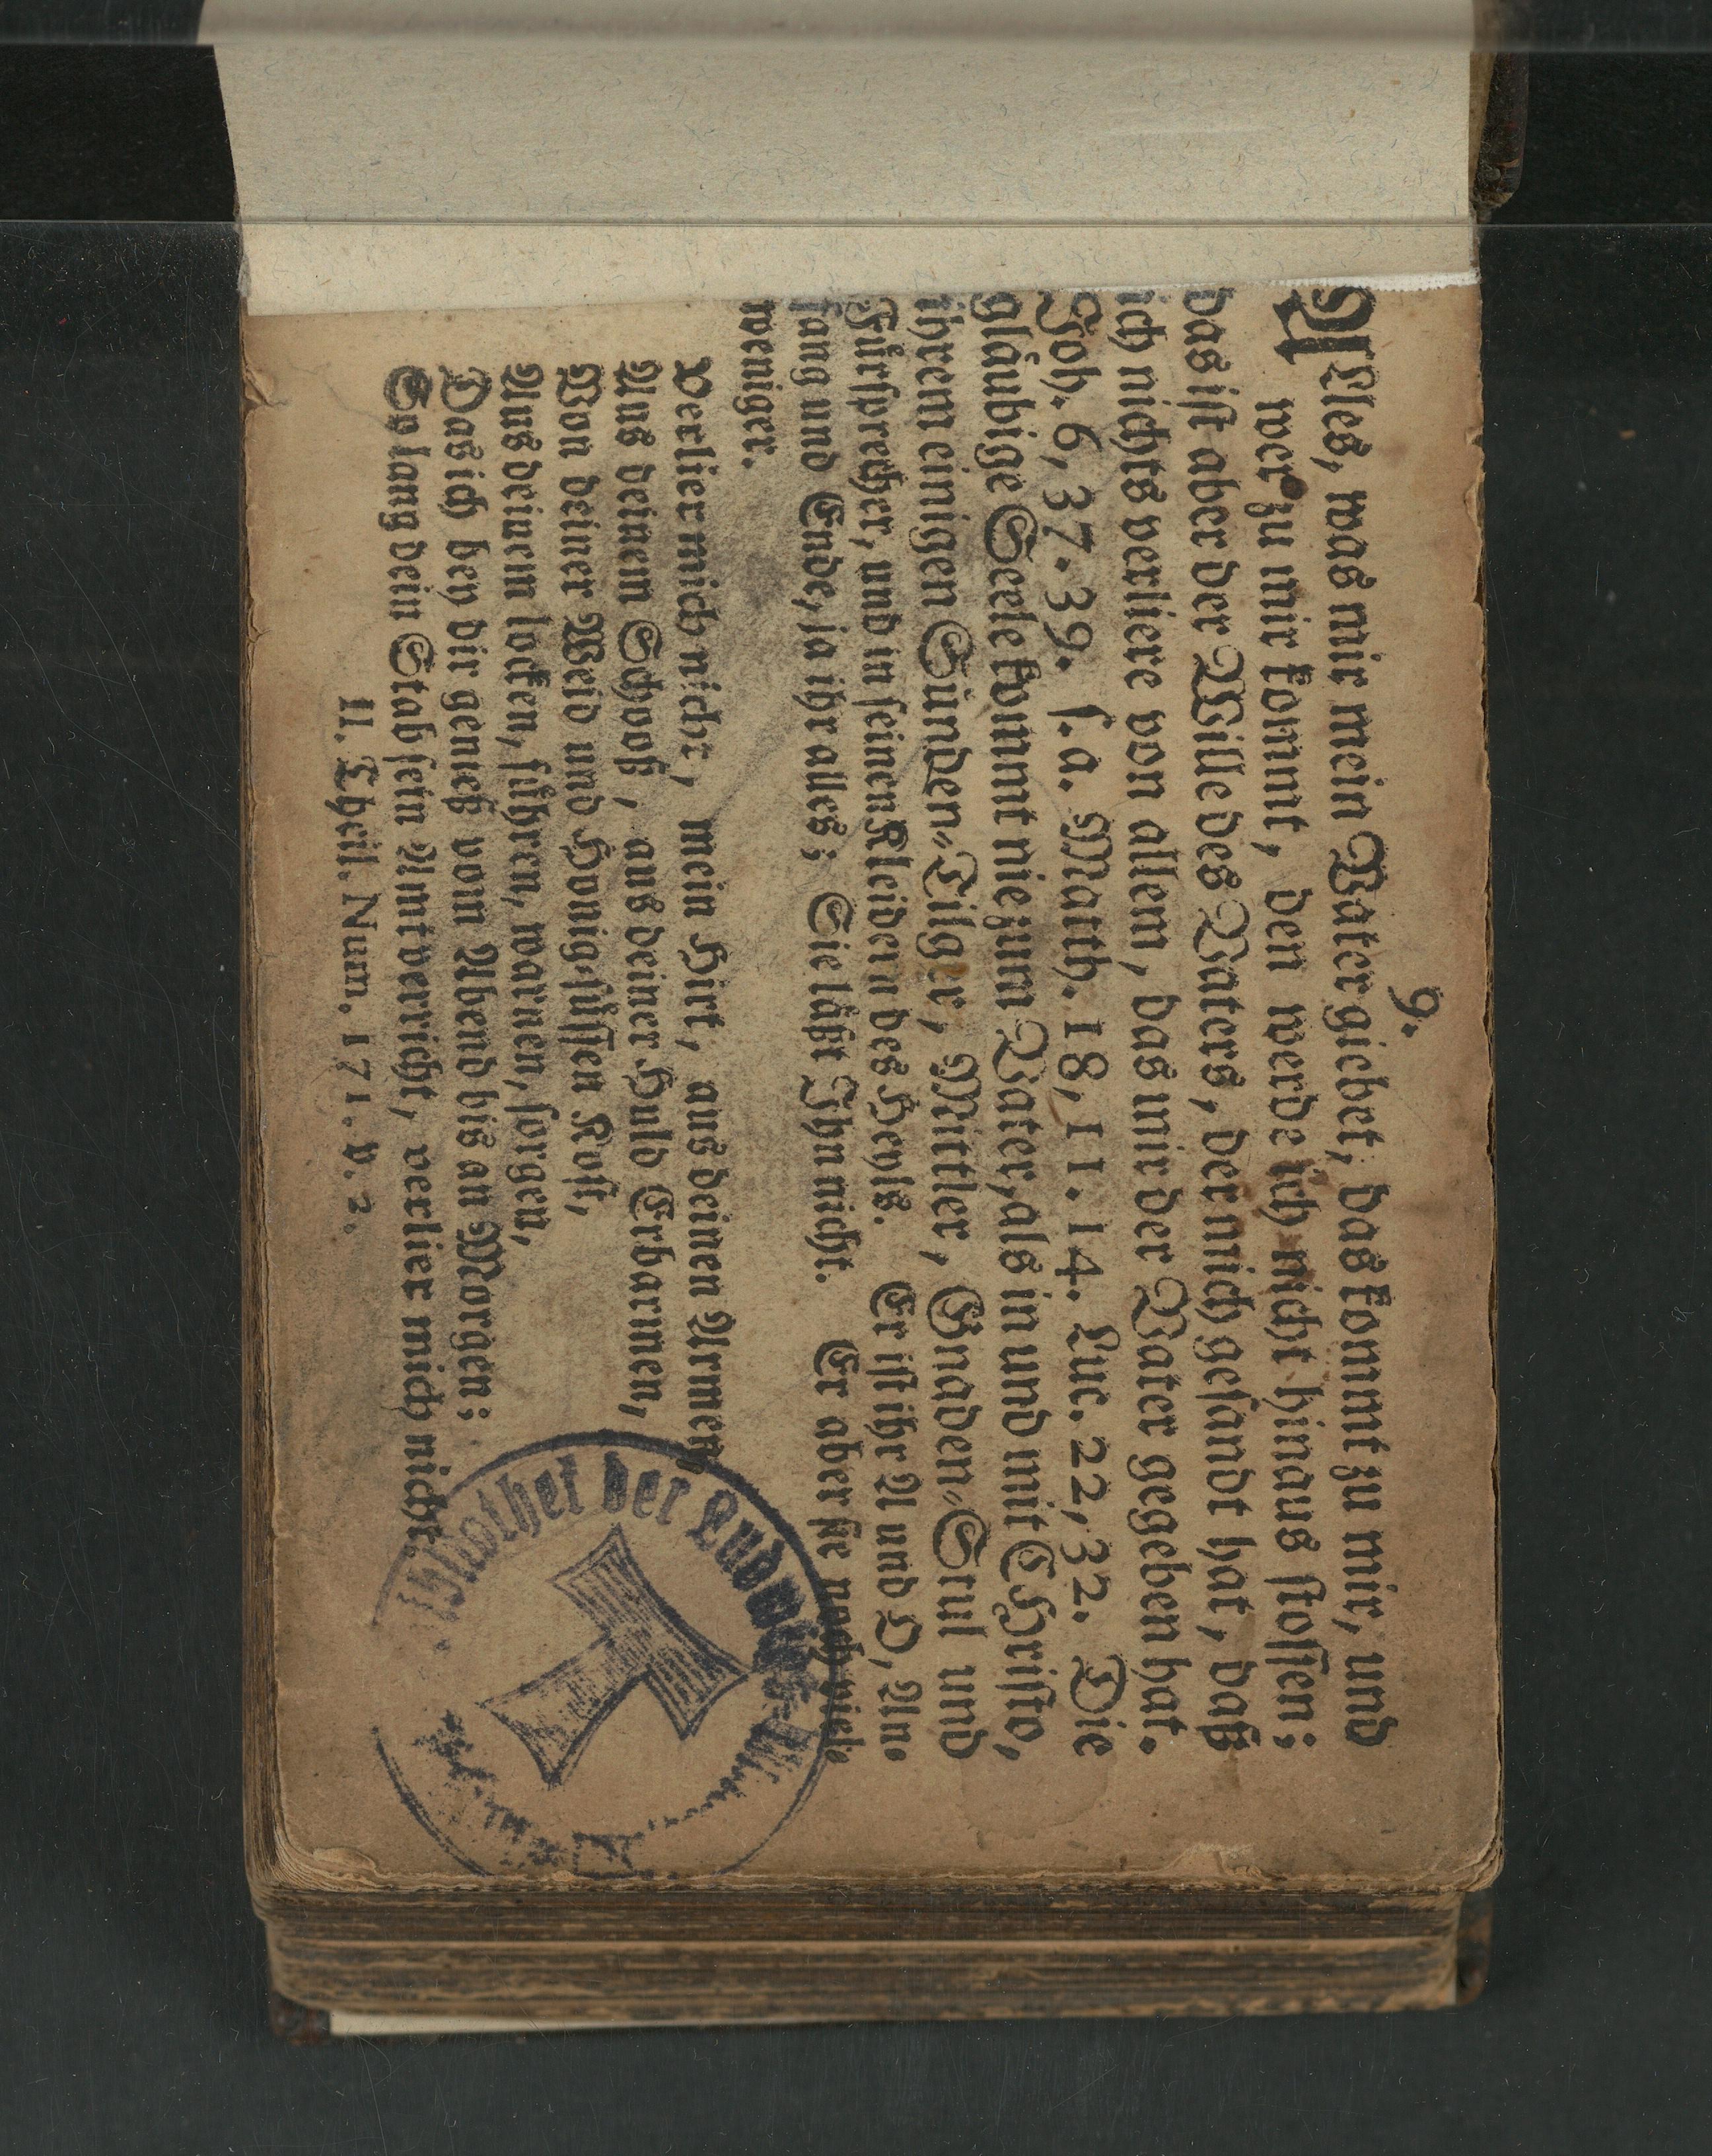 9.
Alles, was mir mein Vater giebet, das kommt zu mir, und
wer zu mir kommt, den werde ich nicht hinaus stossen;
das ist aber der Wille des Vaters, der mich gesandt hat, daß
ich nichts verliere von allem, das mir der Vater gegeben hat.
Joh. 6, 37. 39. s. a. Matth. 18, 11. 14. Luc. 22, 32. Die
gläubige Seele kommt nie zum Vater, als in und mit CHristo,
ihrem einigen Sünden-Tilger, Mittler, Gnaden-Stul und
Fürsprecher, und in seinen Kleidern des Heyls. Er ist ihr A und O, An-
fang und Ende, ja ihr alles; Sie läßt Ihn nicht. Er aber sie noch viel-
weniger.
Verlier mich nicht, mein Hirt, aus deinen Armen,
Aus deinem Schooß, aus deiner Huld Erbarmen,
Von deiner Weid und Honig-süssen Kost,
Aus deinem locken, führen, warnen, sorgen,
Daß ich bey dir geneß vom Abend bis an Morgen;
So lang dein Stab sein Amt verricht, verlier mich nicht.
II. Theil. Num. 171. v. 2.
Bibliothek der Ludwigs-